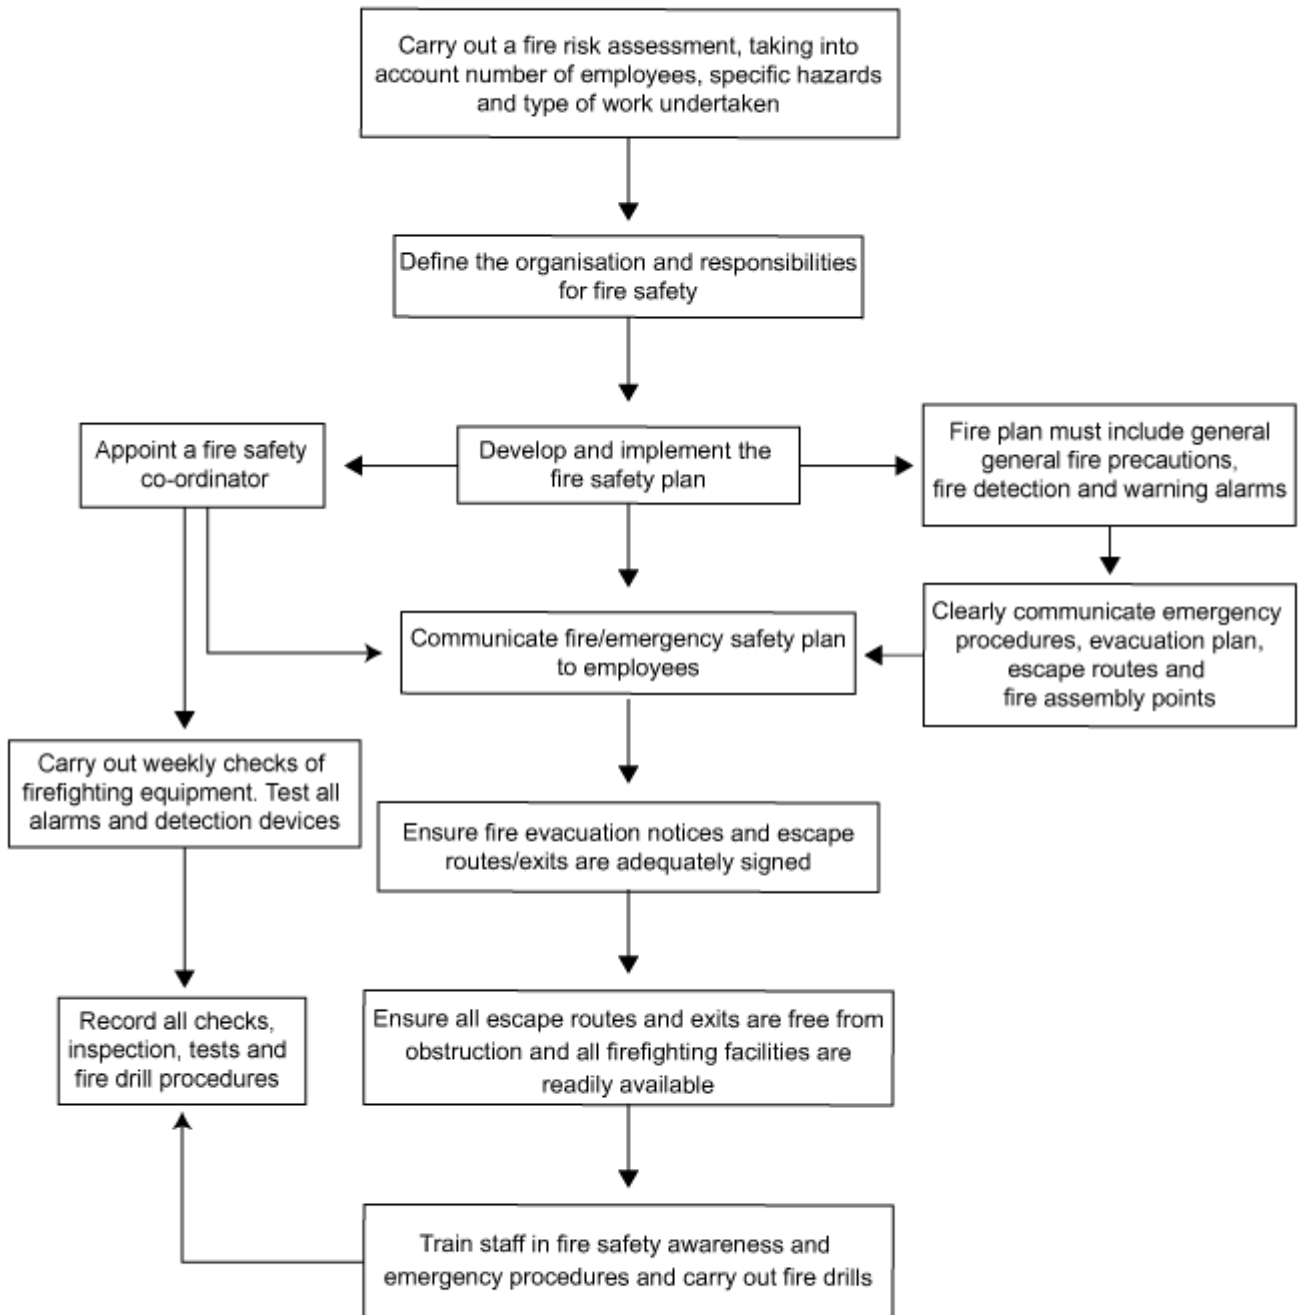 Carry out a fire risk assessment, taking into
account number of employees, specific hazards
and type of work undertaken
Define the organisation and responsibilities
for fire safety
Appoint a fire safety
co-ordinator
Develop and implement the
fire safety plan
Fire plan must include general
general fire precautions,
fire detection and warning alarms
Communicate fire/emergency safety plan
to employees
Clearly communicate emergency
procedures, evacuation plan,
escape routes and
fire assembly points
Carry out weekly checks of
firefighting equipment. Test all
alarms and detection devices
Ensure fire evacuation notices and escape
routes/exits are adequately signed
Record all checks,
inspection, tests and
fire drill procedures
Ensure all escape routes and exits are free from
obstruction and all firefighting facilities are
readily available
Train staff in fire safety awareness and
emergency procedures and carry out fire drills